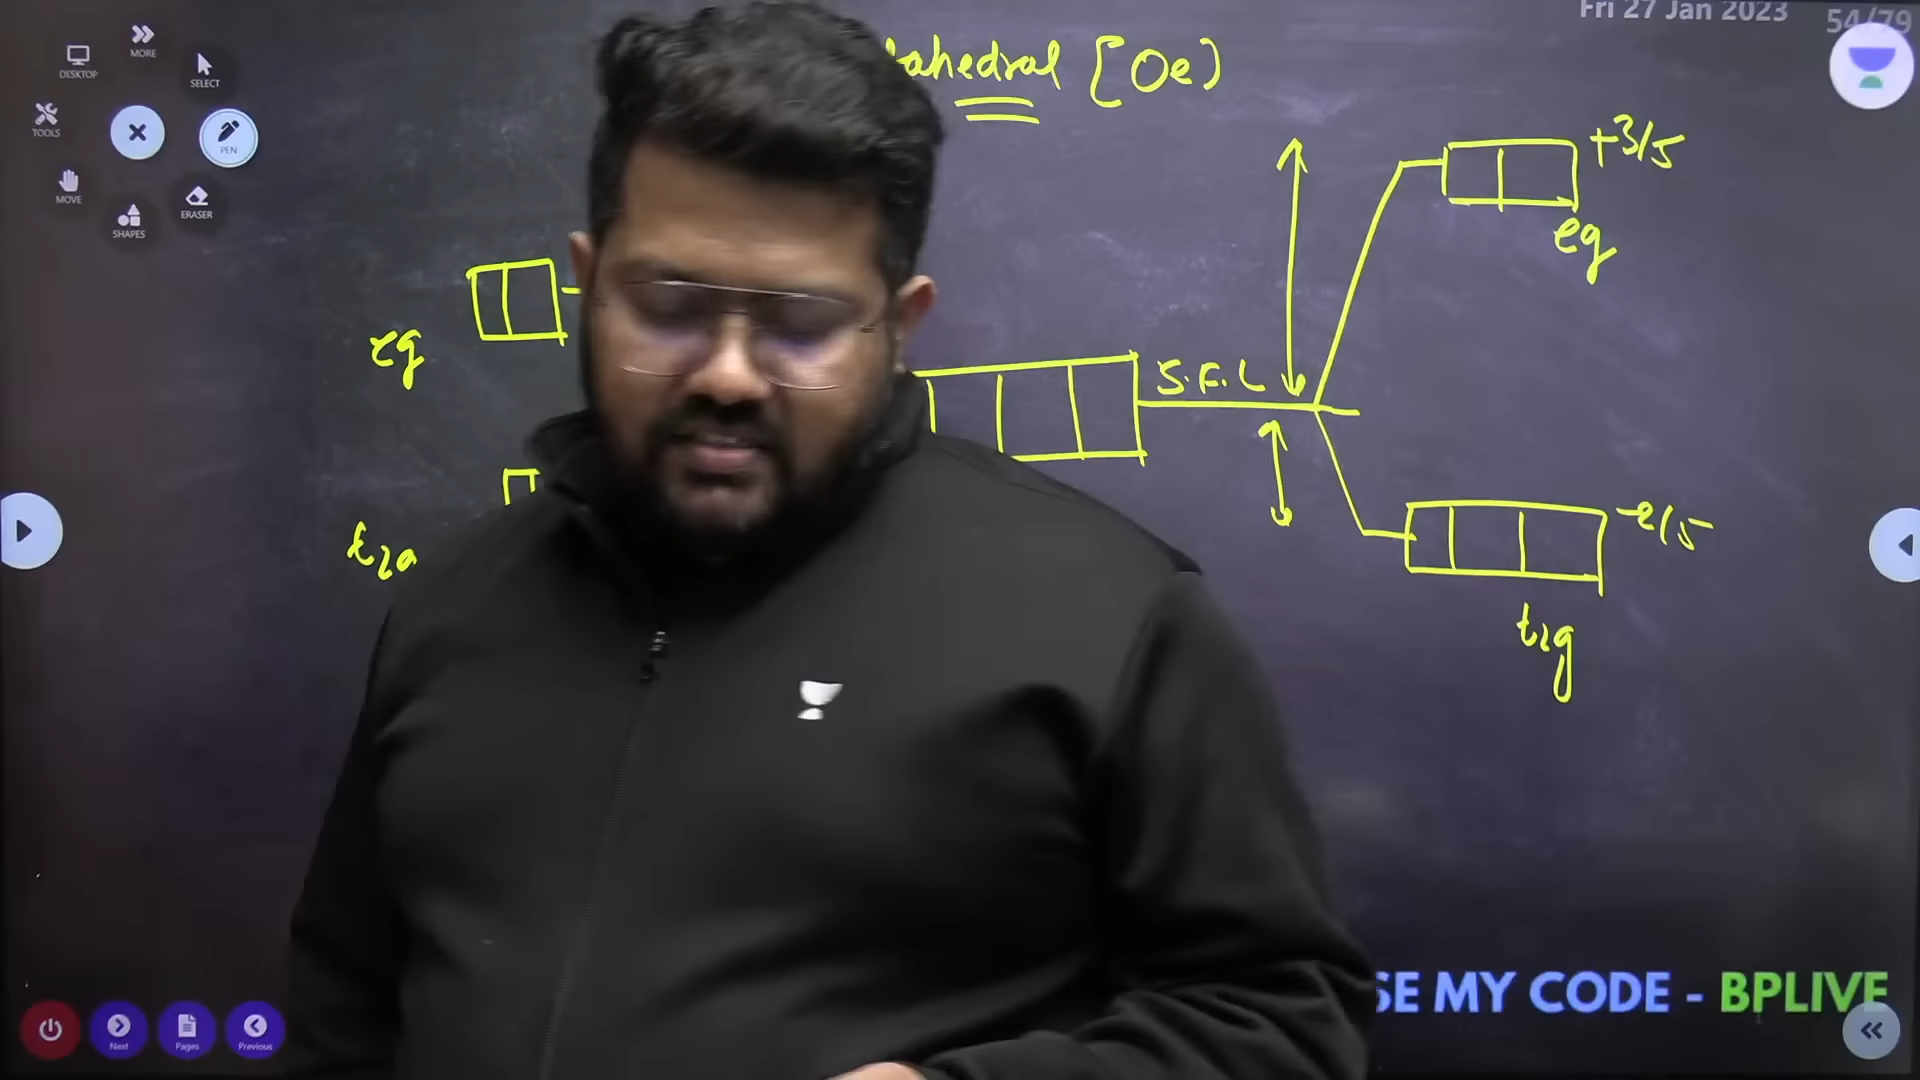 Fri 27 Jan 2023
54/79
MORE
DESKTOP
SELECT
TOOLS
PEN
MOVE
ERASER
SHAPES
tahedral [Oe)
+3/5
eg
eg
S.F.L
-2/5
t2g
t2g
SE MY CODE - BPLIVE
Next
Pages
Previous